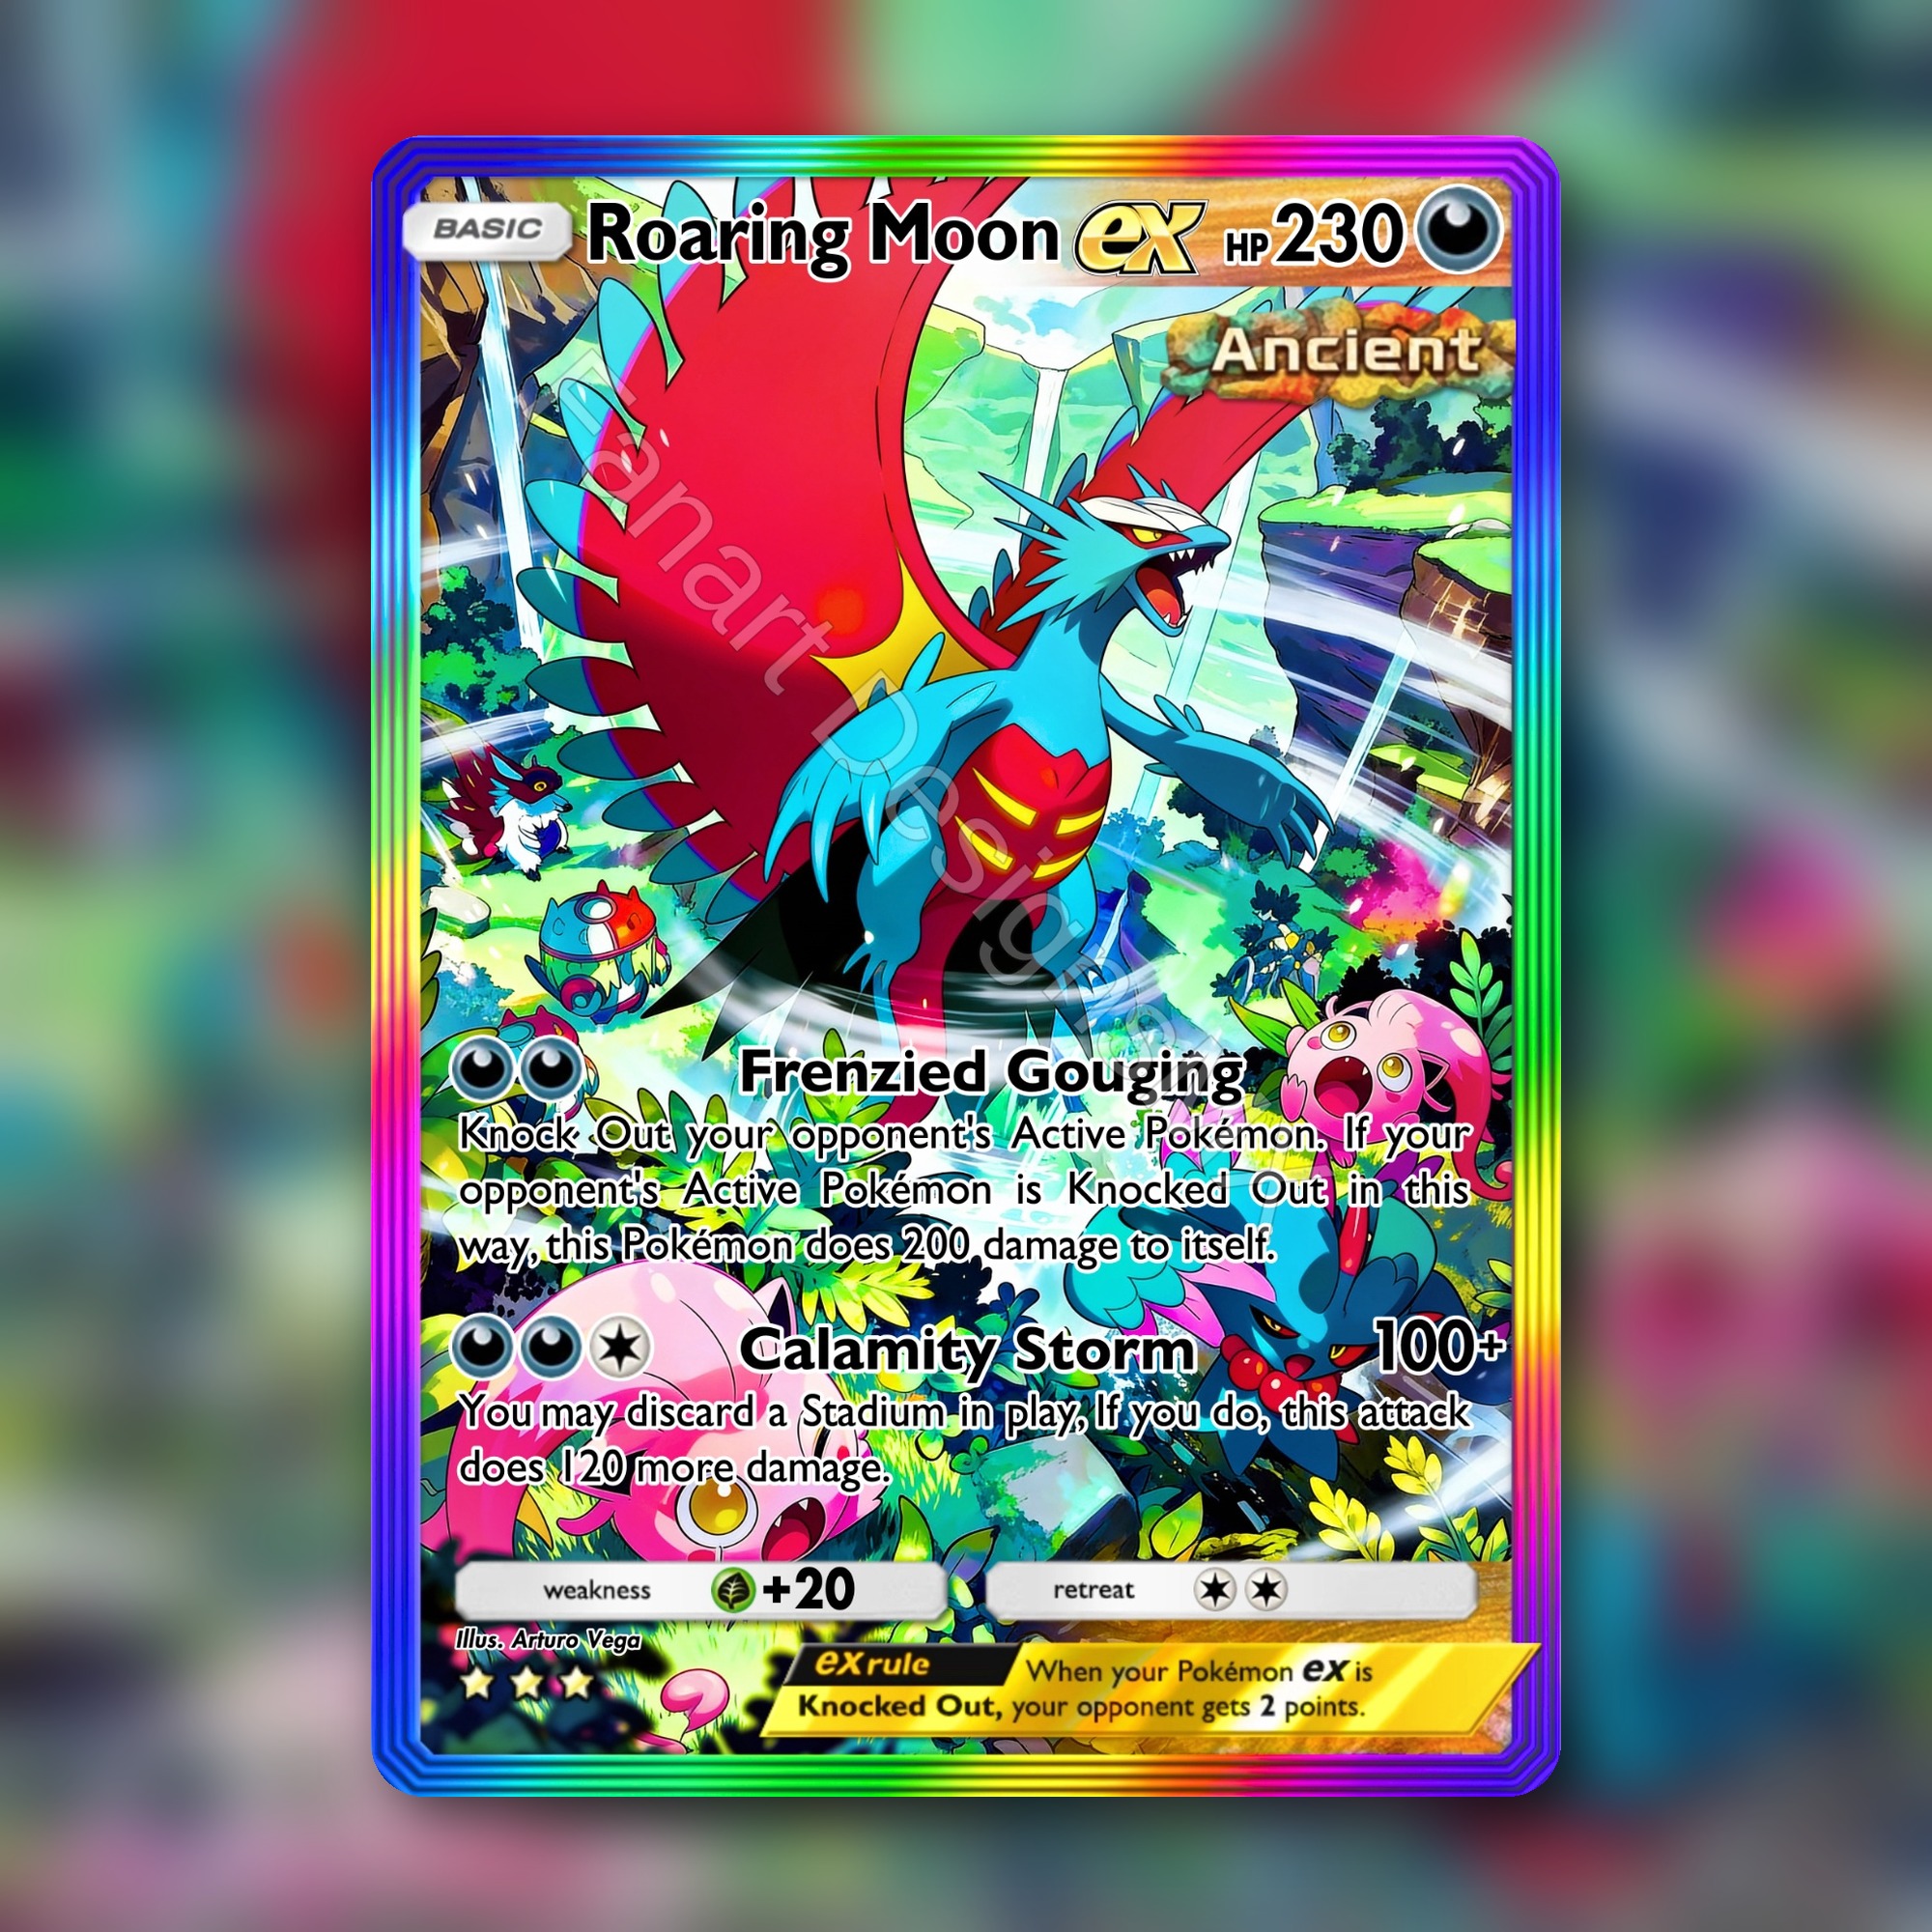 BASIC Roaring Moon ex HP 230
Ancient
Fanart Designer
Frenzied Gouging
Knock Out your opponent's Active Pokémon. If your
opponent's Active Pokémon is Knocked Out in this
way, this Pokémon does 200 damage to itself.
Calamity Storm 100+
You may discard a Stadium in play, If you do, this attack
does 120 more damage.
weakness +20 retreat
Illus. Arturo Vega
ex rule When your Pokémon ex is
Knocked Out, your opponent gets 2 points.